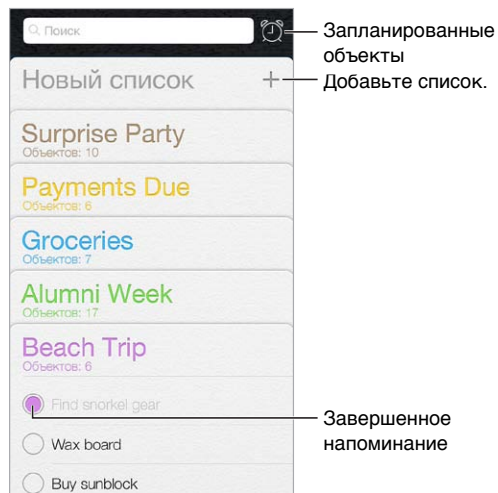 Поиск
Запланированные
объекты
Новый список
Добавьте список.
Surprise Party
Объектов: 10
Payments Due
Объектов: 6
Groceries
Объектов: 7
Alumni Week
Объектов: 17
Beach Trip
Объектов: 6
Find snorkel gear
Завершенное
напоминание
Wax board
Buy sunblock